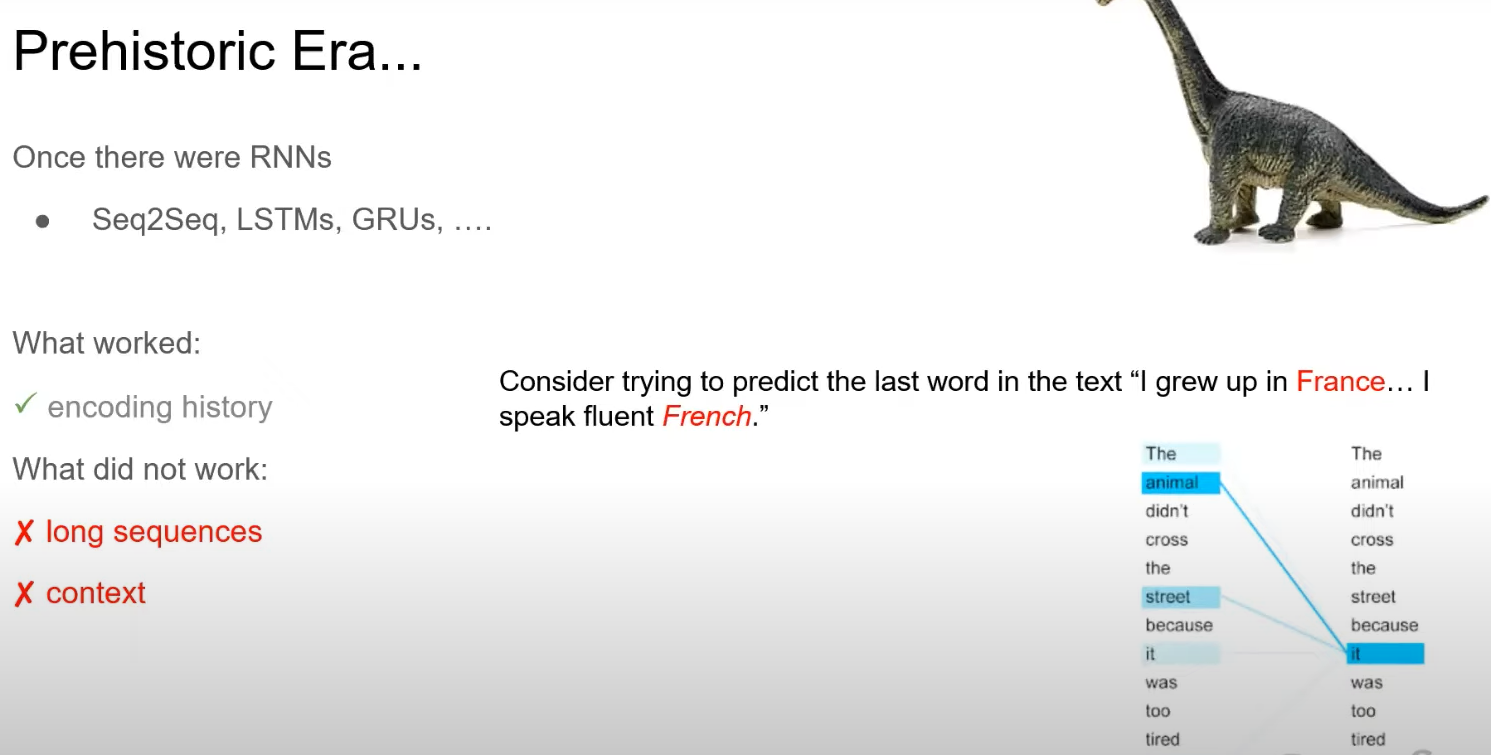 Prehistoric Era...
Once there were RNNs
● Seq2Seq, LSTMs, GRUs, ….
What worked:
✓ encoding history
What did not work:
✗ long sequences
✗ context
Consider trying to predict the last word in the text “I grew up in France… I
speak fluent French.”
The The
animal animal
didn't didn't
cross cross
the the
street street
because because
it it
was was
too too
tired tired